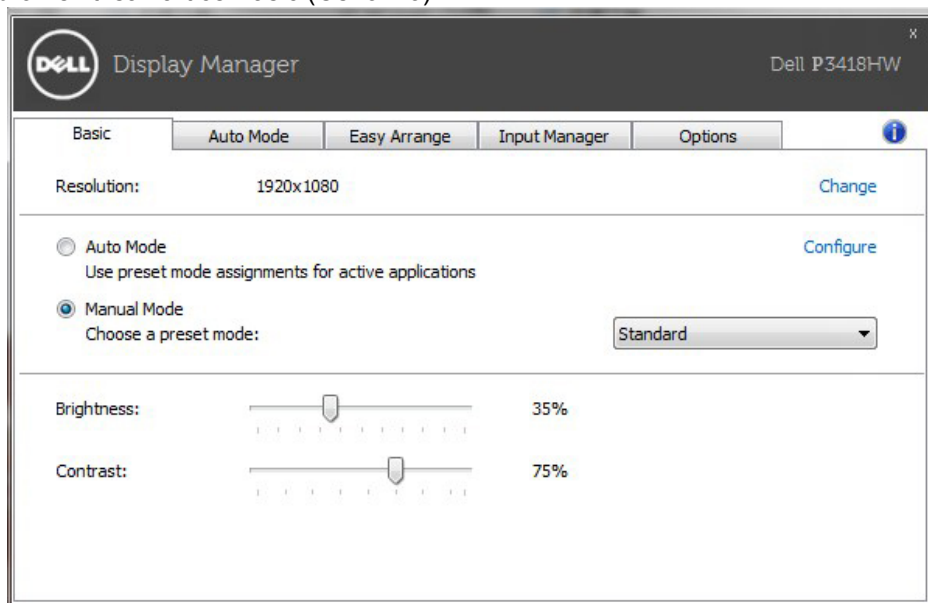 DELL Display Manager
x
Dell P3418HW
Basic Auto Mode Easy Arrange Input Manager Options
Resolution: 1920x1080 Change
Auto Mode Configure
Use preset mode assignments for active applications
Manual Mode
Choose a preset mode: Standard
Brightness: 35%
Contrast: 75%